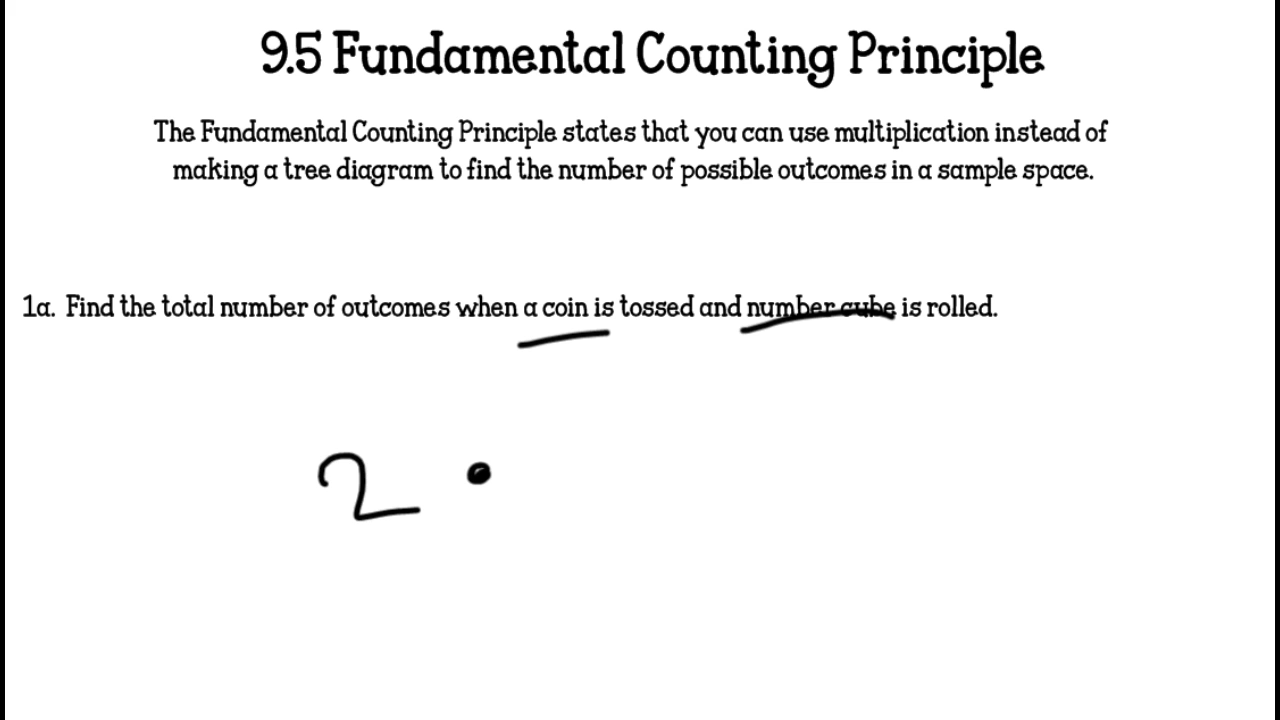 9.5 Fundamental Counting Principle
The Fundamental Counting Principle states that you can use multiplication instead of
making a tree diagram to find the number of possible outcomes in a sample space.
1a. Find the total number of outcomes when a coin is tossed and number cube is rolled.
2 •